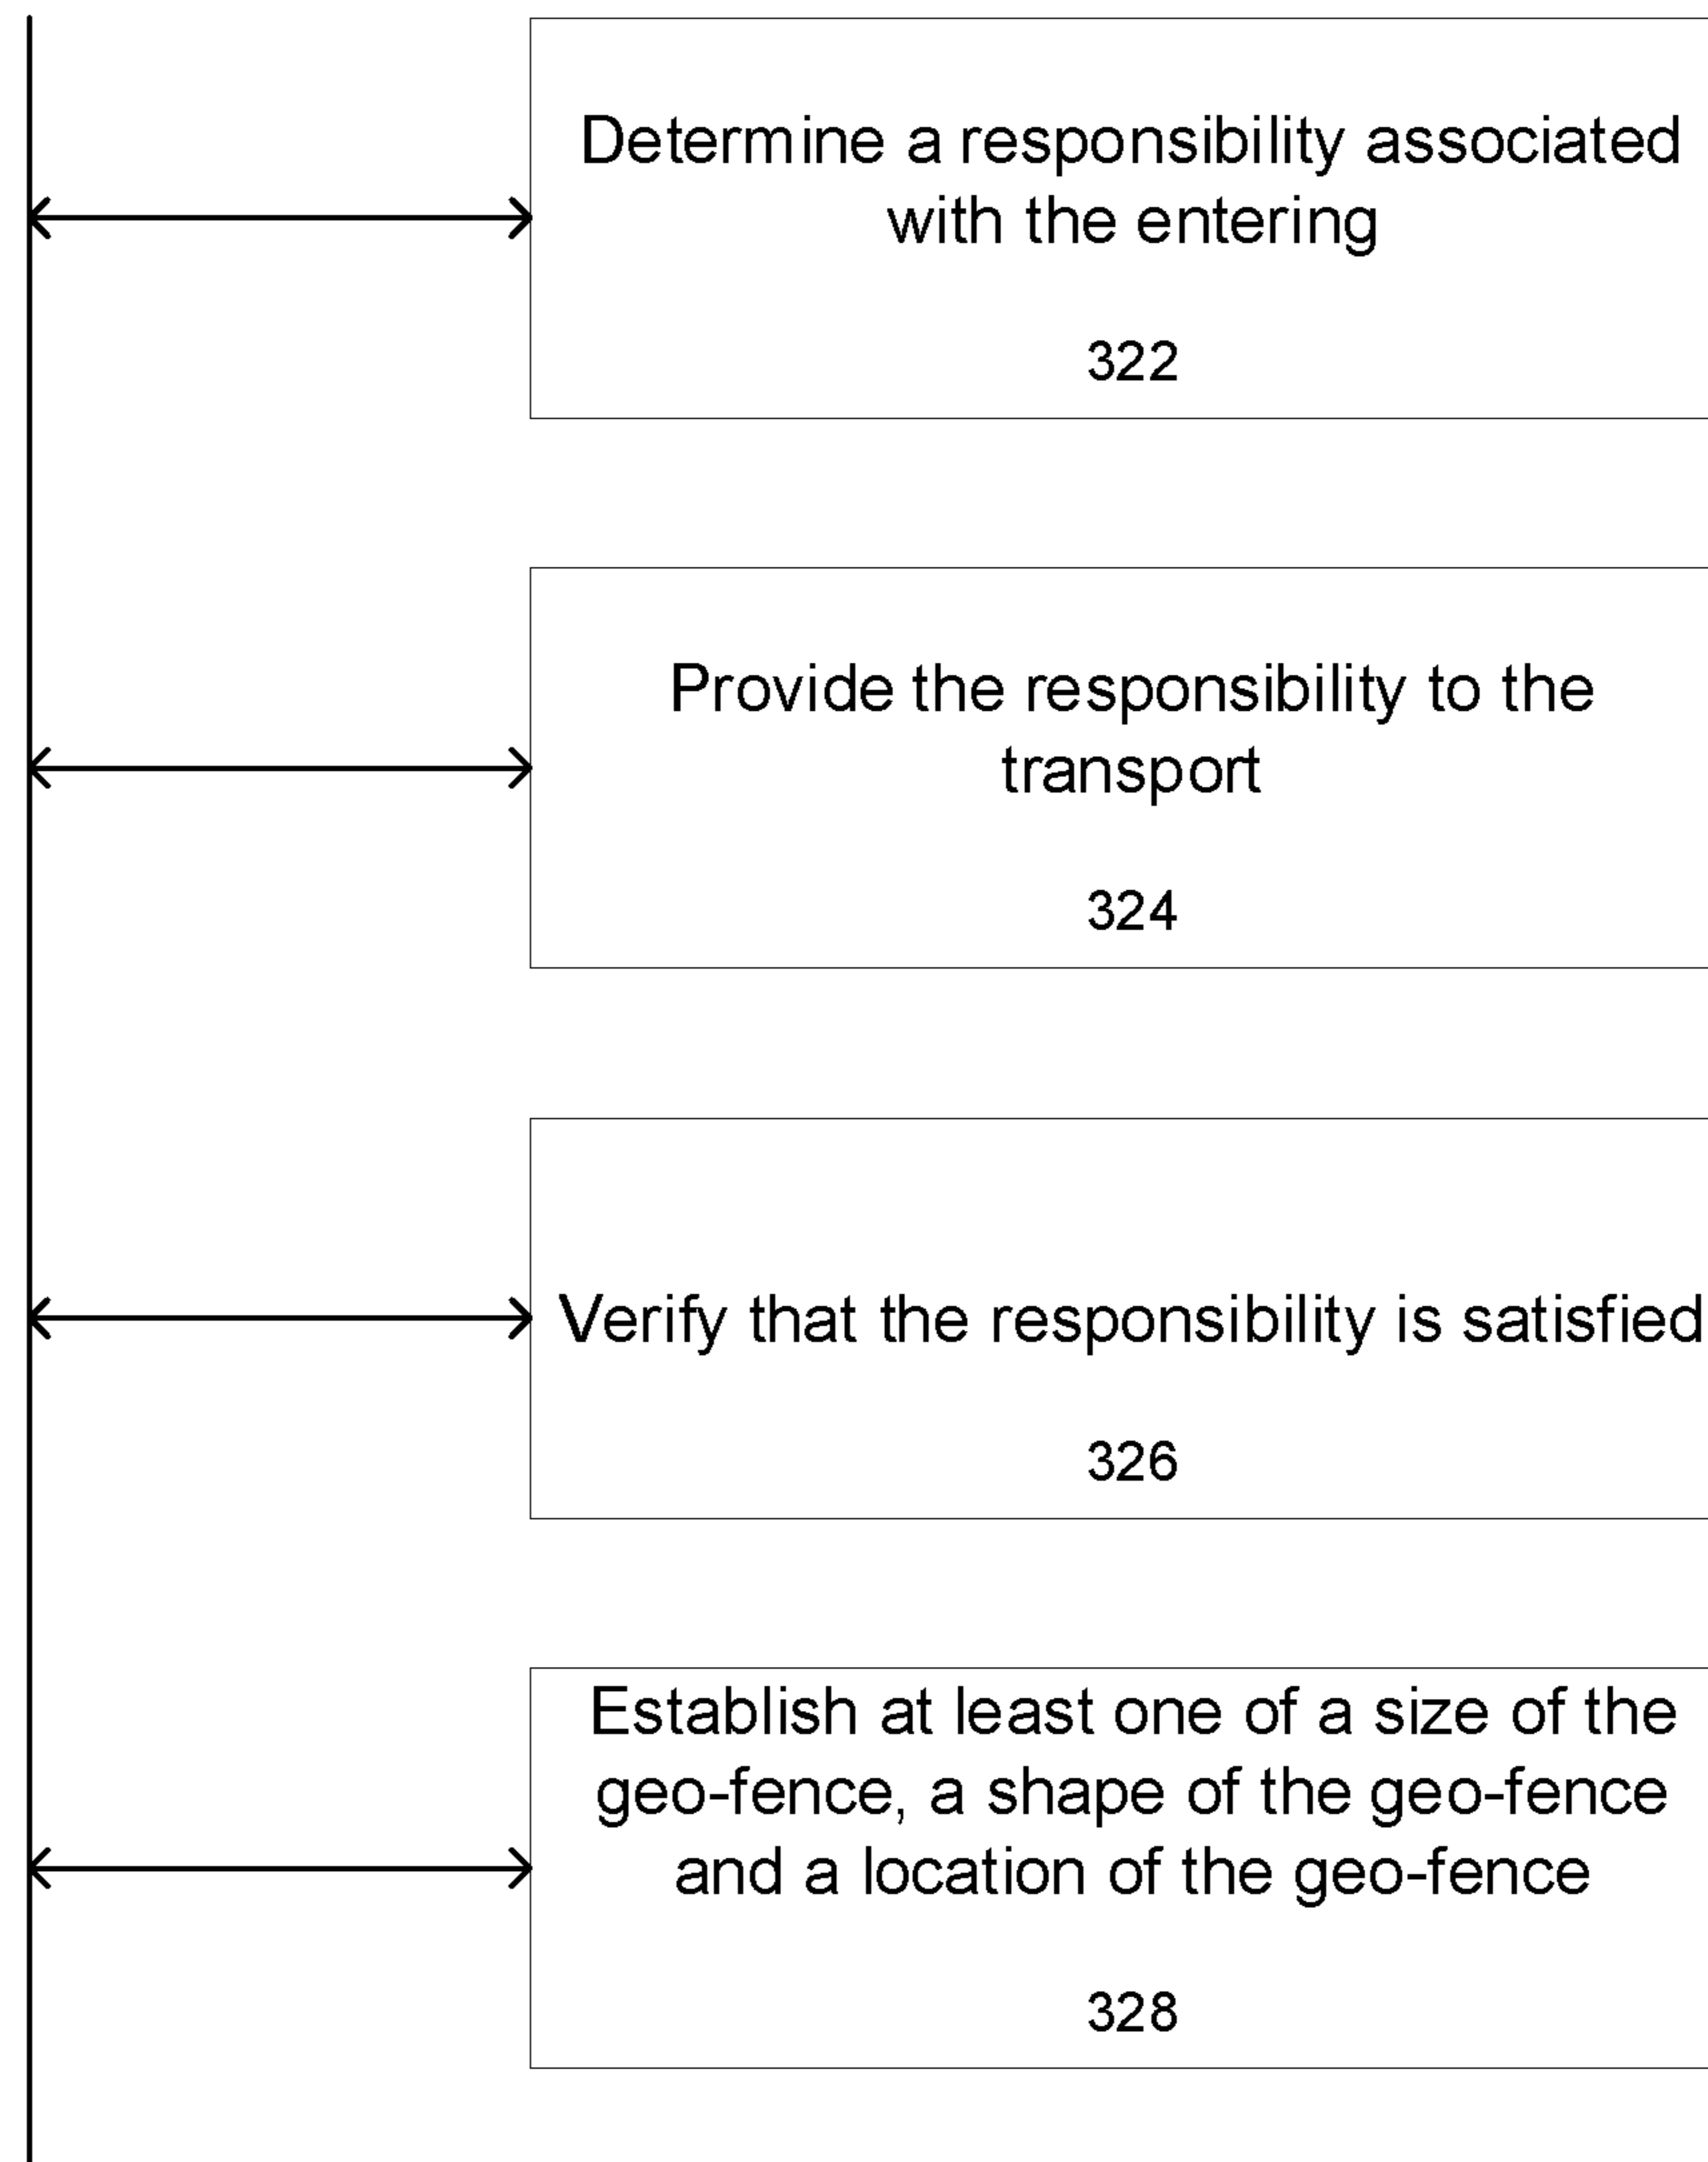 Determine a responsibility associated
with the entering
322
Provide the responsibility to the
transport
324
Verify that the responsibility is satisfied
326
Establish at least one of a size of the
geo-fence, a shape of the geo-fence
and a location of the geo-fence
328